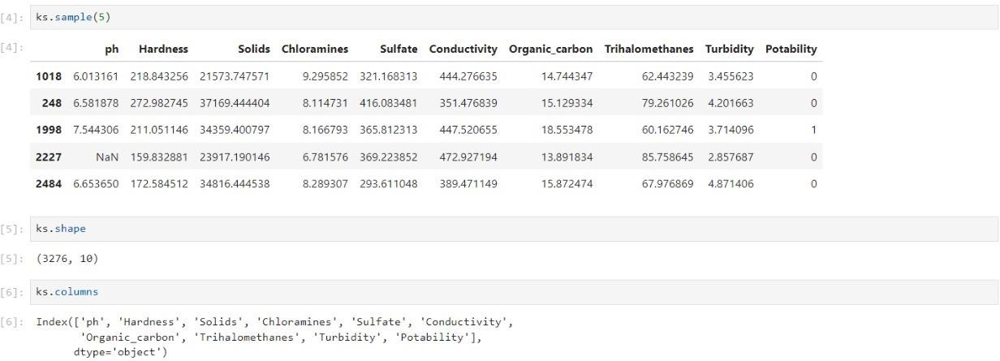 [4]: ks.sample(5)
[4]: ph Hardness Solids Chloramines Sulfate Conductivity Organic_carbon Trihalomethanes Turbidity Potability
1018 6.013161 218.843256 21573.747571 9.295852 321.168313 444.276635 14.744347 62.443239 3.455623 0
248 6.581878 272.982745 37169.444404 8.114731 416.083481 351.476839 15.129334 79.261026 4.201663 0
1998 7.544306 211.051146 34359.400797 8.166793 365.812313 447.520655 18.553478 60.162746 3.714096 1
2227 NaN 159.832881 23917.190146 6.781576 369.223852 472.927194 13.891834 85.758645 2.857687 0
2484 6.653650 172.584512 34816.444538 8.289307 293.611048 389.471149 15.872474 67.976869 4.871406 0
[5]: ks.shape
[5]: (3276, 10)
[6]: ks.columns
[6]: Index(['ph', 'Hardness', 'Solids', 'Chloramines', 'Sulfate', 'Conductivity',
'Organic_carbon', 'Trihalomethanes', 'Turbidity', 'Potability'],
dtype='object')